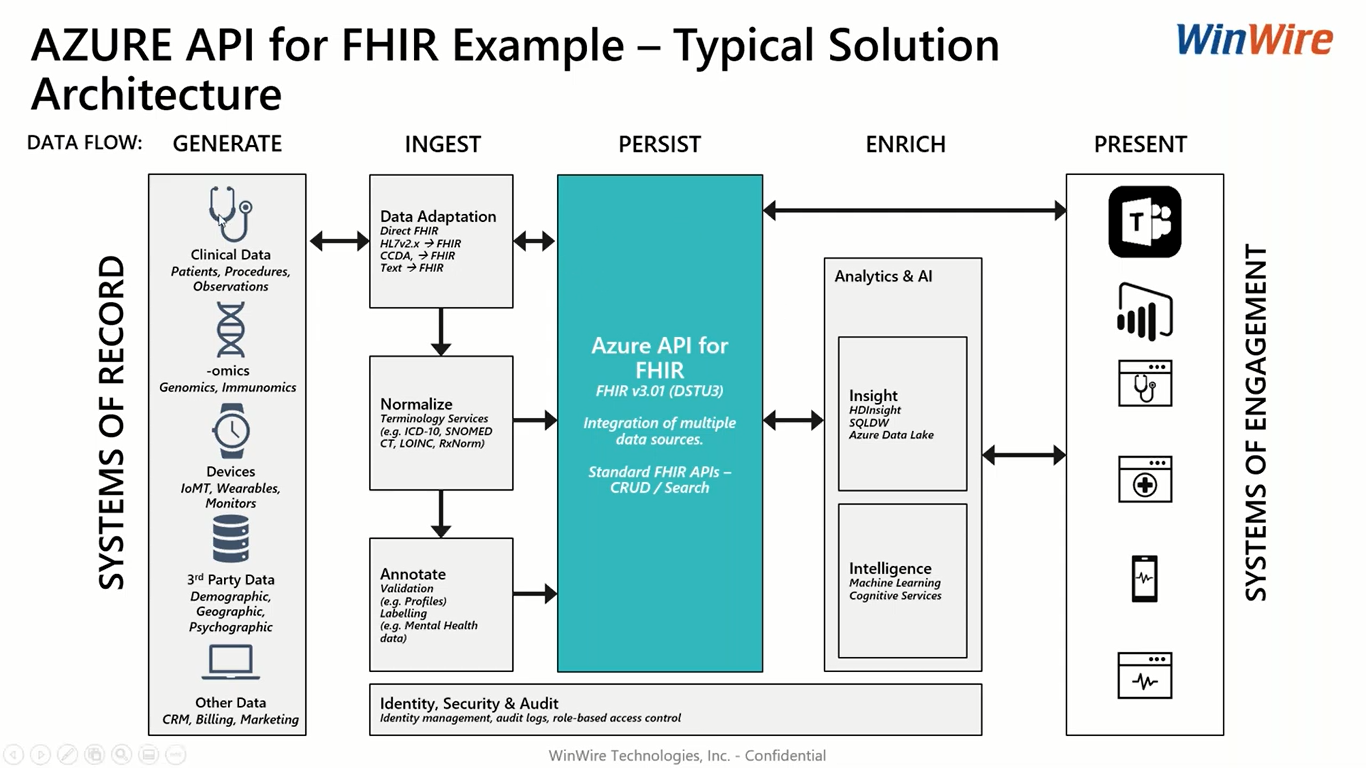 AZURE API for FHIR Example – Typical Solution
Architecture
WinWire
DATA FLOW:
GENERATE
INGEST
PERSIST
ENRICH
PRESENT
SYSTEMS OF RECORD
Clinical Data
Patients, Procedures,
Observations
-omics
Genomics, Immunomics
Devices
IoMT, Wearables,
Monitors
3rd Party Data
Demographic,
Geographic,
Psychographic
Other Data
CRM, Billing, Marketing
Data Adaptation
Direct FHIR
HL7v2.x → FHIR
CCDA, → FHIR
Text → FHIR
Normalize
Terminology Services
(e.g. ICD-10, SNOMED
CT, LOINC, RxNorm)
Annotate
Validation
(e.g. Profiles)
Labelling
(e.g. Mental Health
data)
Azure API for
FHIR
FHIR v3.01 (DSTU3)
Integration of multiple
data sources.
Standard FHIR APIs –
CRUD / Search
Analytics & AI
Insight
HDInsight
SQLDW
Azure Data Lake
Intelligence
Machine Learning
Cognitive Services
Identity, Security & Audit
Identity management, audit logs, role-based access control
T
SYSTEMS OF ENGAGEMENT
WinWire Technologies, Inc. - Confidential